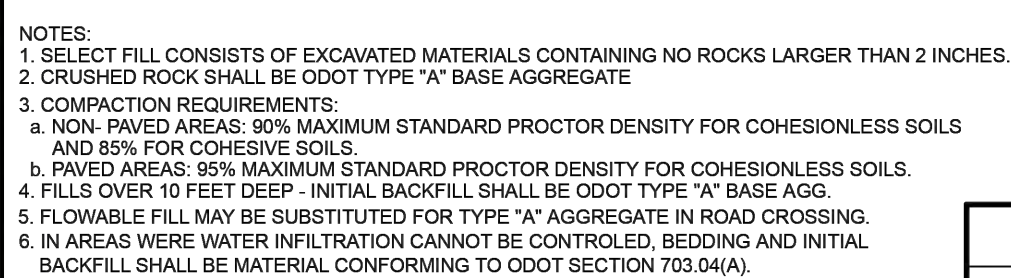 NOTES:
1. SELECT FILL CONSISTS OF EXCAVATED MATERIALS CONTAINING NO ROCKS LARGER THAN 2 INCHES.
2. CRUSHED ROCK SHALL BE ODOT TYPE "A" BASE AGGREGATE
3. COMPACTION REQUIREMENTS:
a. NON- PAVED AREAS: 90% MAXIMUM STANDARD PROCTOR DENSITY FOR COHESIONLESS SOILS
AND 85% FOR COHESIVE SOILS.
b. PAVED AREAS: 95% MAXIMUM STANDARD PROCTOR DENSITY FOR COHESIONLESS SOILS.
4. FILLS OVER 10 FEET DEEP - INITIAL BACKFILL SHALL BE ODOT TYPE "A" BASE AGG.
5. FLOWABLE FILL MAY BE SUBSTITUTED FOR TYPE "A" AGGREGATE IN ROAD CROSSING.
6. IN AREAS WERE WATER INFILTRATION CANNOT BE CONTROLED, BEDDING AND INITIAL
BACKFILL SHALL BE MATERIAL CONFORMING TO ODOT SECTION 703.04(A).